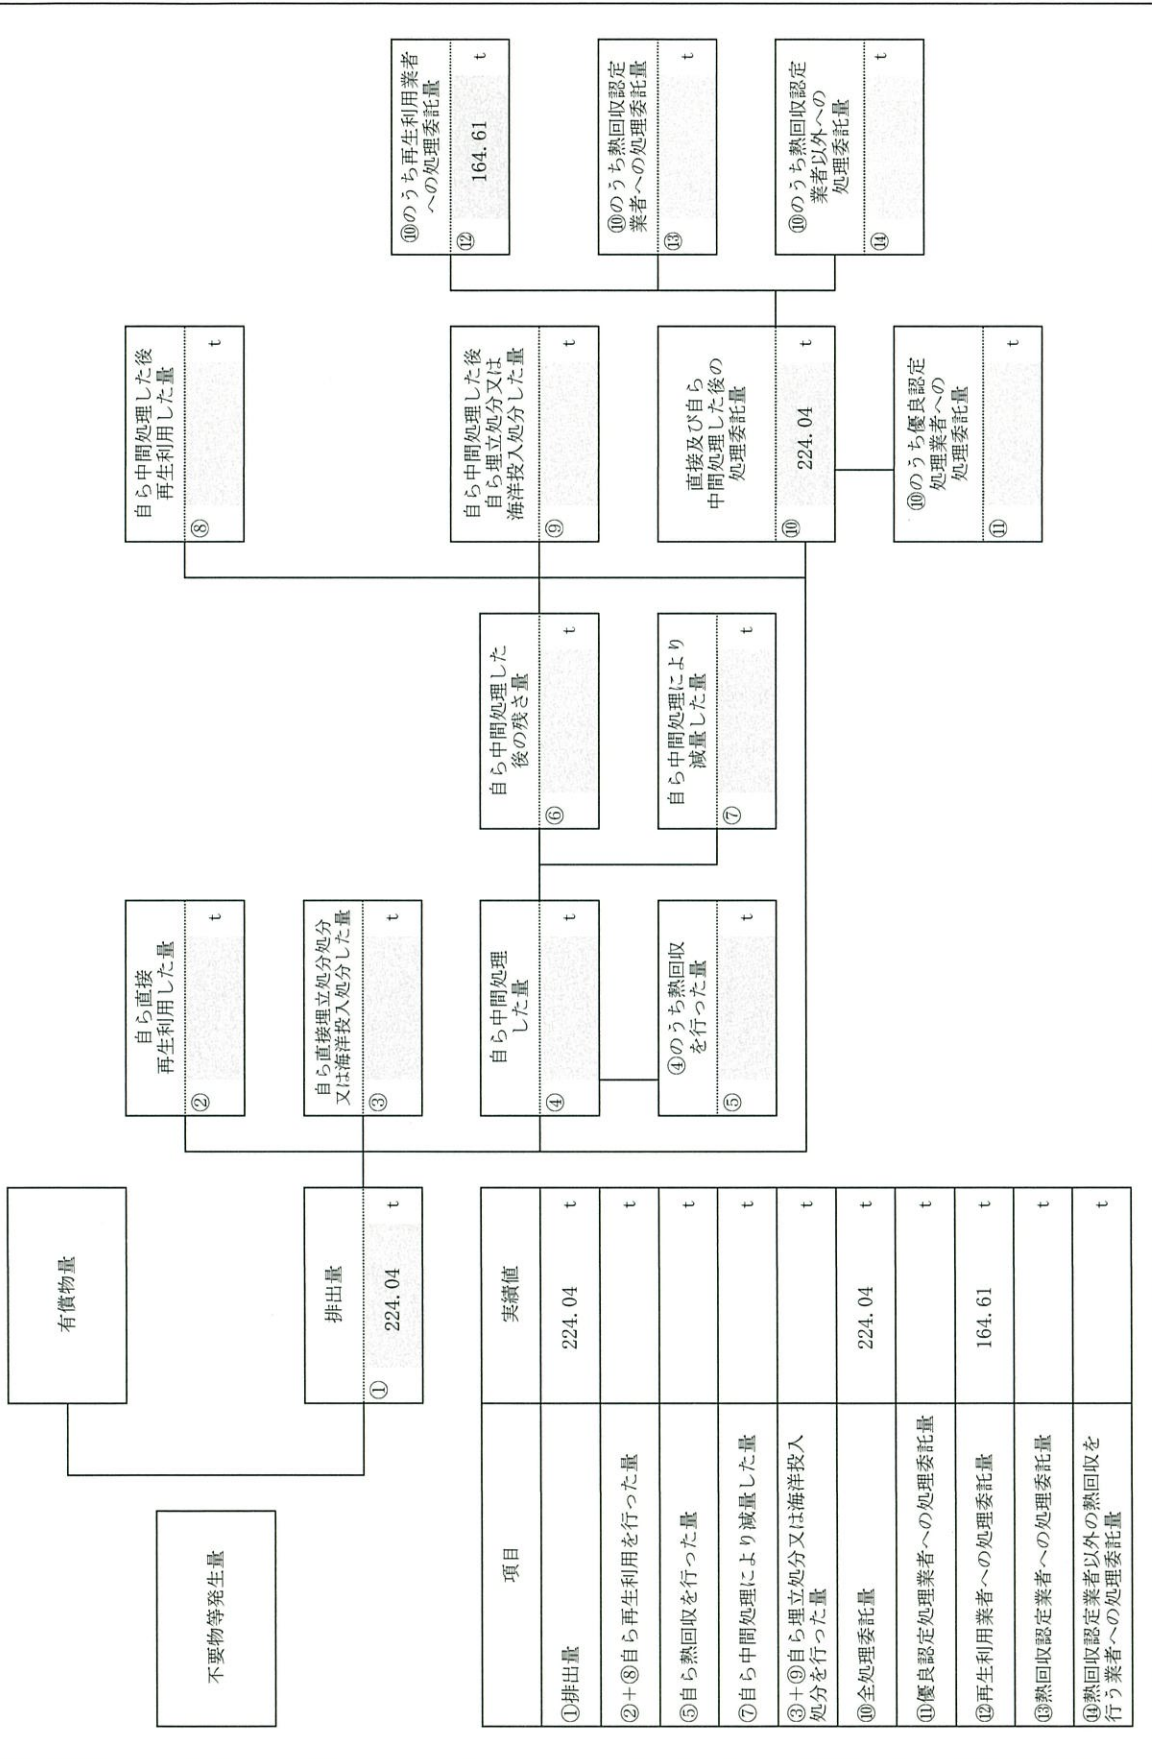 有償物量
不要物等発生量
排出量
① 224.04 t
自ら直接
再生利用した量
② t
自ら直接埋立処分処分
又は海洋投入処分した量
③ t
自ら中間処理
した量
④ t
④のうち熱回収
を行った量
⑤ t
自ら中間処理した
後の残さ量
⑥ t
自ら中間処理により
減量した量
⑦ t
自ら中間処理した後
再生利用した量
⑧ t
自ら中間処理した後
自ら埋立処分又は
海洋投入処分した量
⑨ t
直接及び自ら
中間処理した後の
処理委託量
⑩ 224.04 t
⑩のうち優良認定
処理業者への
処理委託量
⑪ t
⑩のうち再生利用業者
への処理委託量
⑫ 164.61 t
⑩のうち熱回収認定
業者への処理委託量
⑬ t
⑩のうち熱回収認定
業者以外への
処理委託量
⑭ t
項目 実績値
①排出量 224.04 t
②+⑧自ら再生利用を行った量 t
⑤自ら熱回収を行った量 t
⑦自ら中間処理により減量した量 t
③+⑨自ら埋立処分又は海洋投入
処分を行った量 t
⑩全処理委託量 224.04 t
⑪優良認定処理業者への処理委託量 t
⑫再生利用業者への処理委託量 164.61 t
⑬熱回収認定業者への処理委託量 t
⑭熱回収認定業者以外の熱回収を
行う業者への処理委託量 t